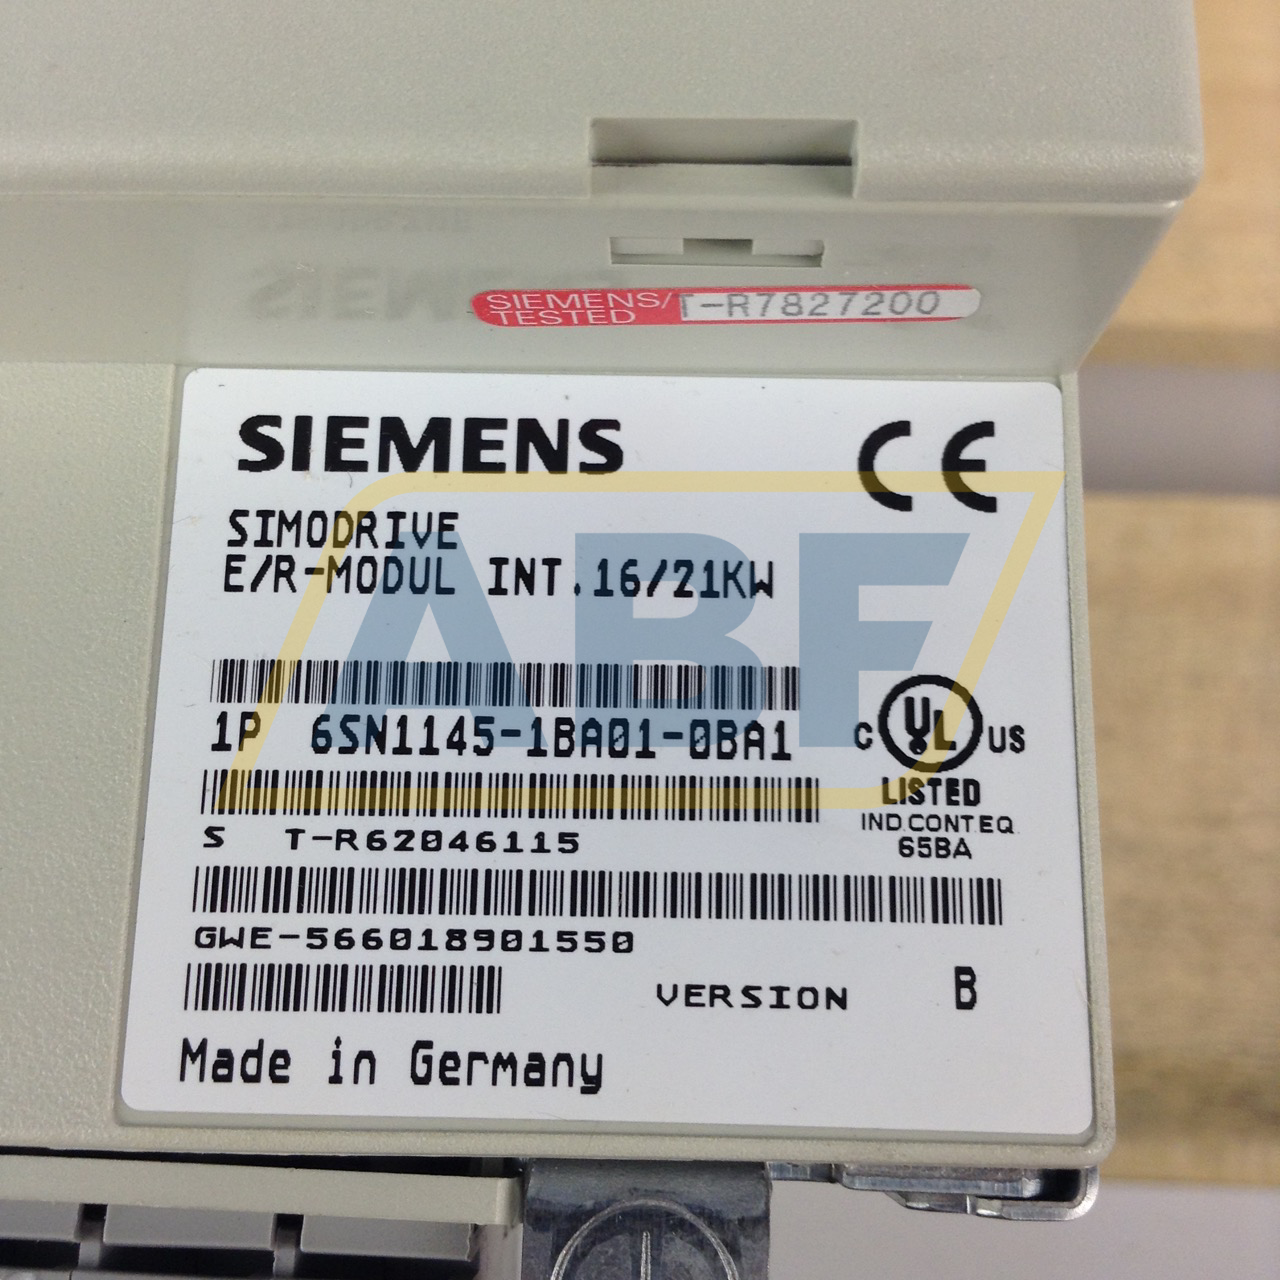 SIEMENS/
TESTED
T-R7827200
SIEMENS
CE
SIMODRIVE
E/R-MODUL INT.16/21KW
ABF
1P 6SN1145-1BA01-0BA1
C UL US
LISTED
IND.CONT.EQ.
65BA
S T-R62046115
GWE-566018901550
VERSION B
Made in Germany